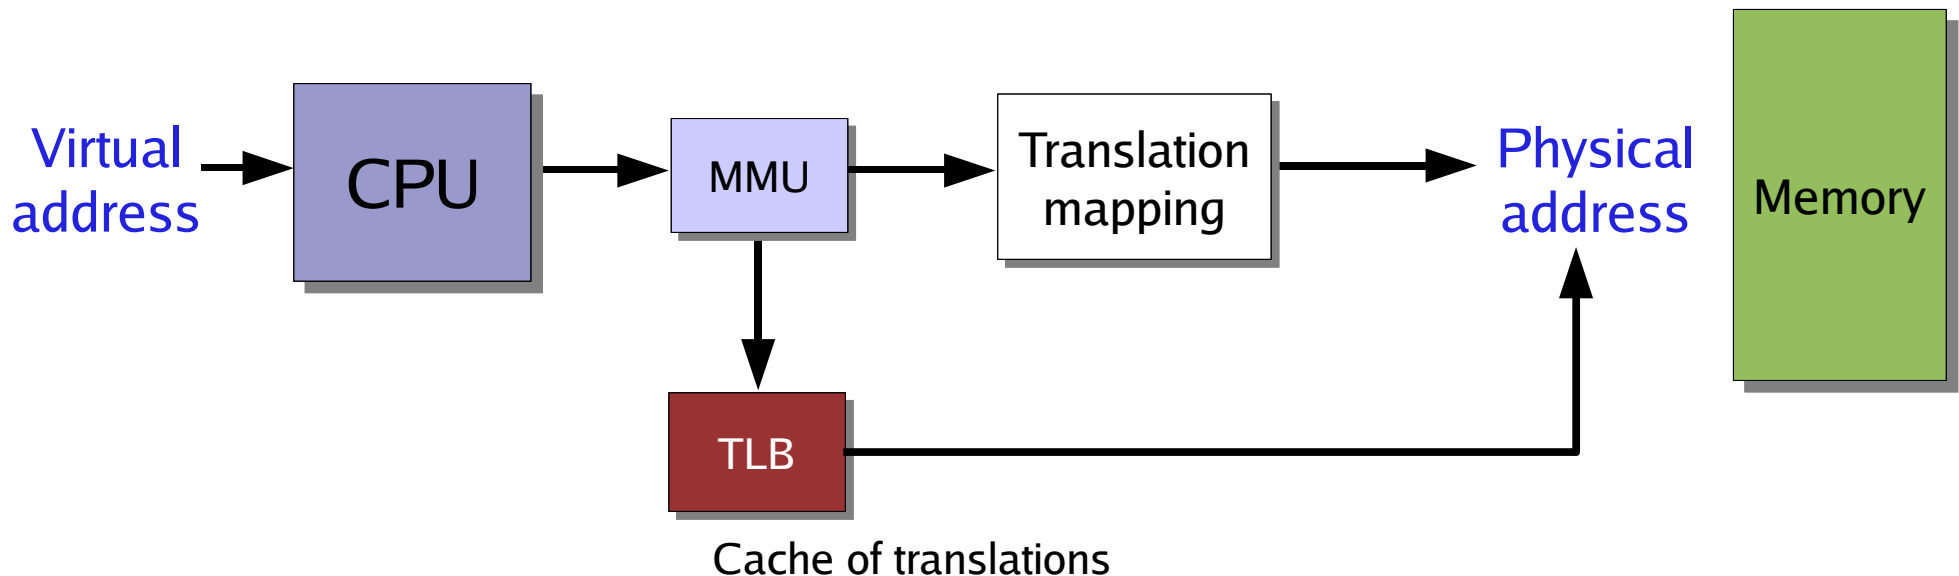 Virtual
address
CPU
MMU
Translation
mapping
Physical
address
Memory
TLB
Cache of translations